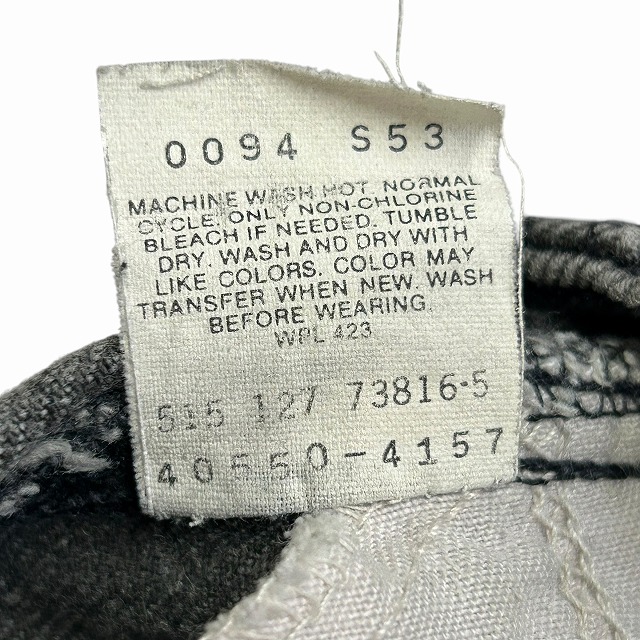 0094 S53
MACHINE WASH HOT NORMAL
CYCLE, ONLY NON-CHLORINE
BLEACH IF NEEDED. TUMBLE
DRY. WASH AND DRY WITH
LIKE COLORS. COLOR MAY
TRANSFER WHEN NEW. WASH
BEFORE WEARING.
WPL 423
515 127 73816-5
40550-4157